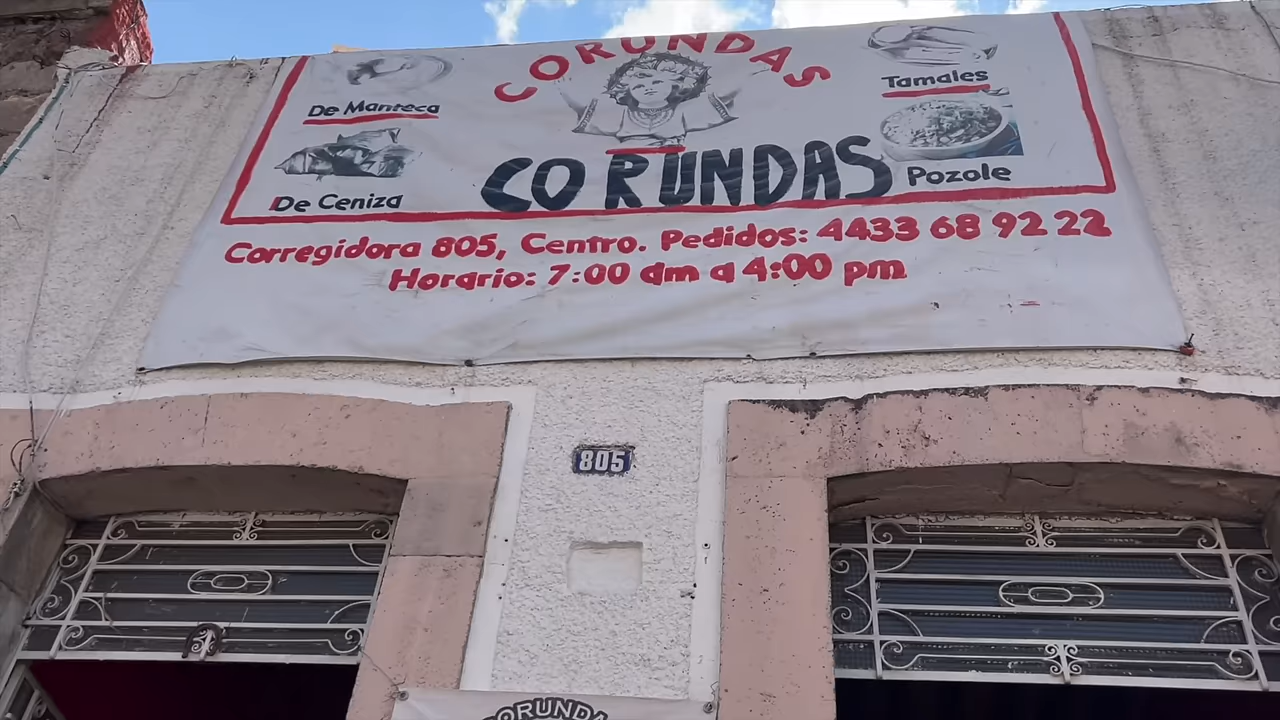 CORUNDAS
De Manteca
Tamales
CORUNDAS
De Ceniza
Pozole
Corregidora 805, Centro. Pedidos: 4433 68 92 22
Horario: 7:00 am a 4:00 pm
805
CORUNDA